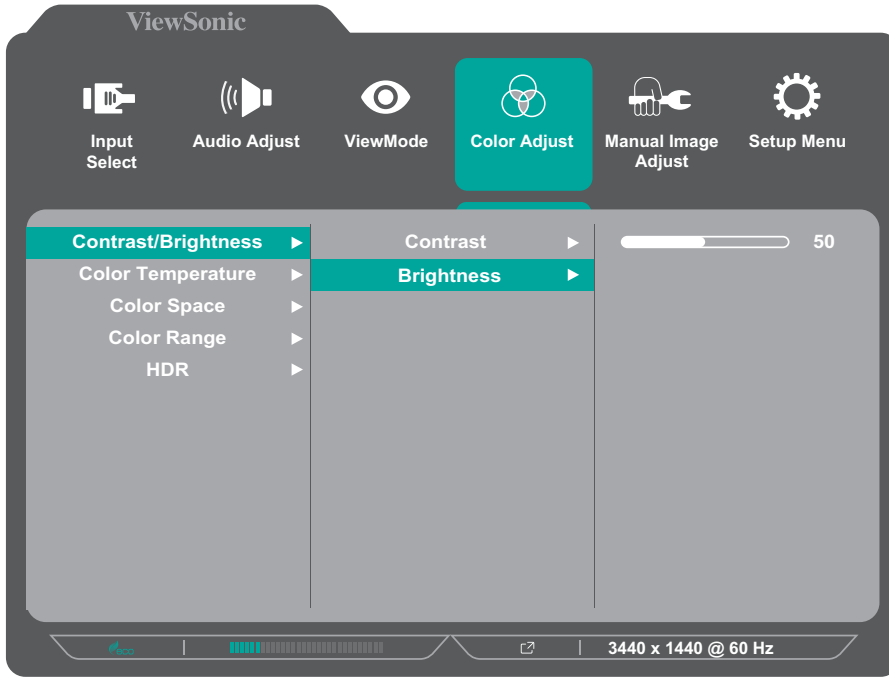 ViewSonic
Input Select
Audio Adjust
ViewMode
Color Adjust
Manual Image Adjust
Setup Menu
Contrast/Brightness
Contrast
50
Color Temperature
Brightness
Color Space
Color Range
HDR
eco
3440 x 1440 @ 60 Hz